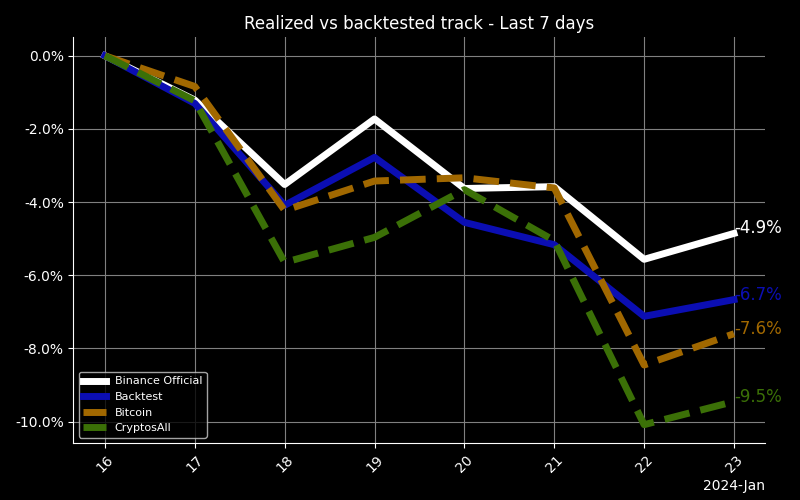 Realized vs backtested track - Last 7 days
0.0%
-2.0%
-4.0%
-6.0%
-8.0%
-10.0%
-4.9%
-6.7%
-7.6%
-9.5%
Binance Official
Backtest
Bitcoin
CryptosAll
16 17 18 19 20 21 22 23
2024-Jan